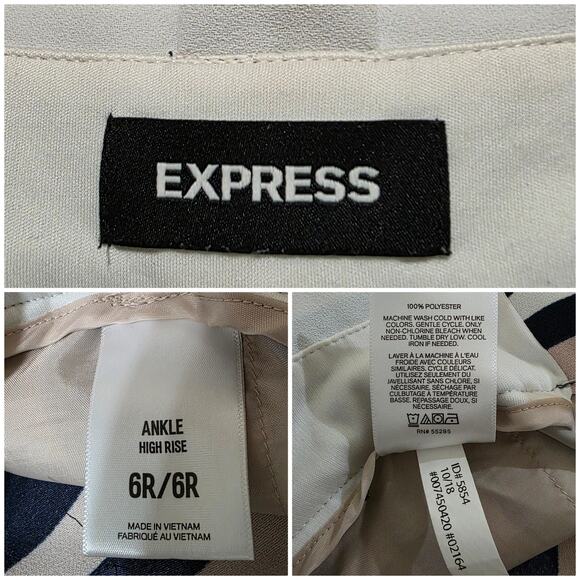 EXPRESS
ANKLE
HIGH RISE
6R/6R
MADE IN VIETNAM
FABRIQUÉ AU VIETNAM
100% POLYESTER
MACHINE WASH COLD WITH LIKE
COLORS. GENTLE CYCLE. ONLY
NON-CHLORINE BLEACH WHEN
NEEDED. TUMBLE DRY LOW. COOL
IRON IF NEEDED.
LAVER À LA MACHINE À L'EAU
FROIDE AVEC COULEURS
SIMILAIRES. CYCLE DÉLICAT.
UTILISEZ SEULEMENT DU
JAVELLISANT SANS CHLORE, SI
NÉCESSAIRE, SÉCHAGE PAR
CULBUTAGE À TEMPÉRATURE
BASSE, REPASSAGE DOUX, SI
NÉCESSAIRE.
RN# 55285
ID# 5854
10/18
#007450420 #02164